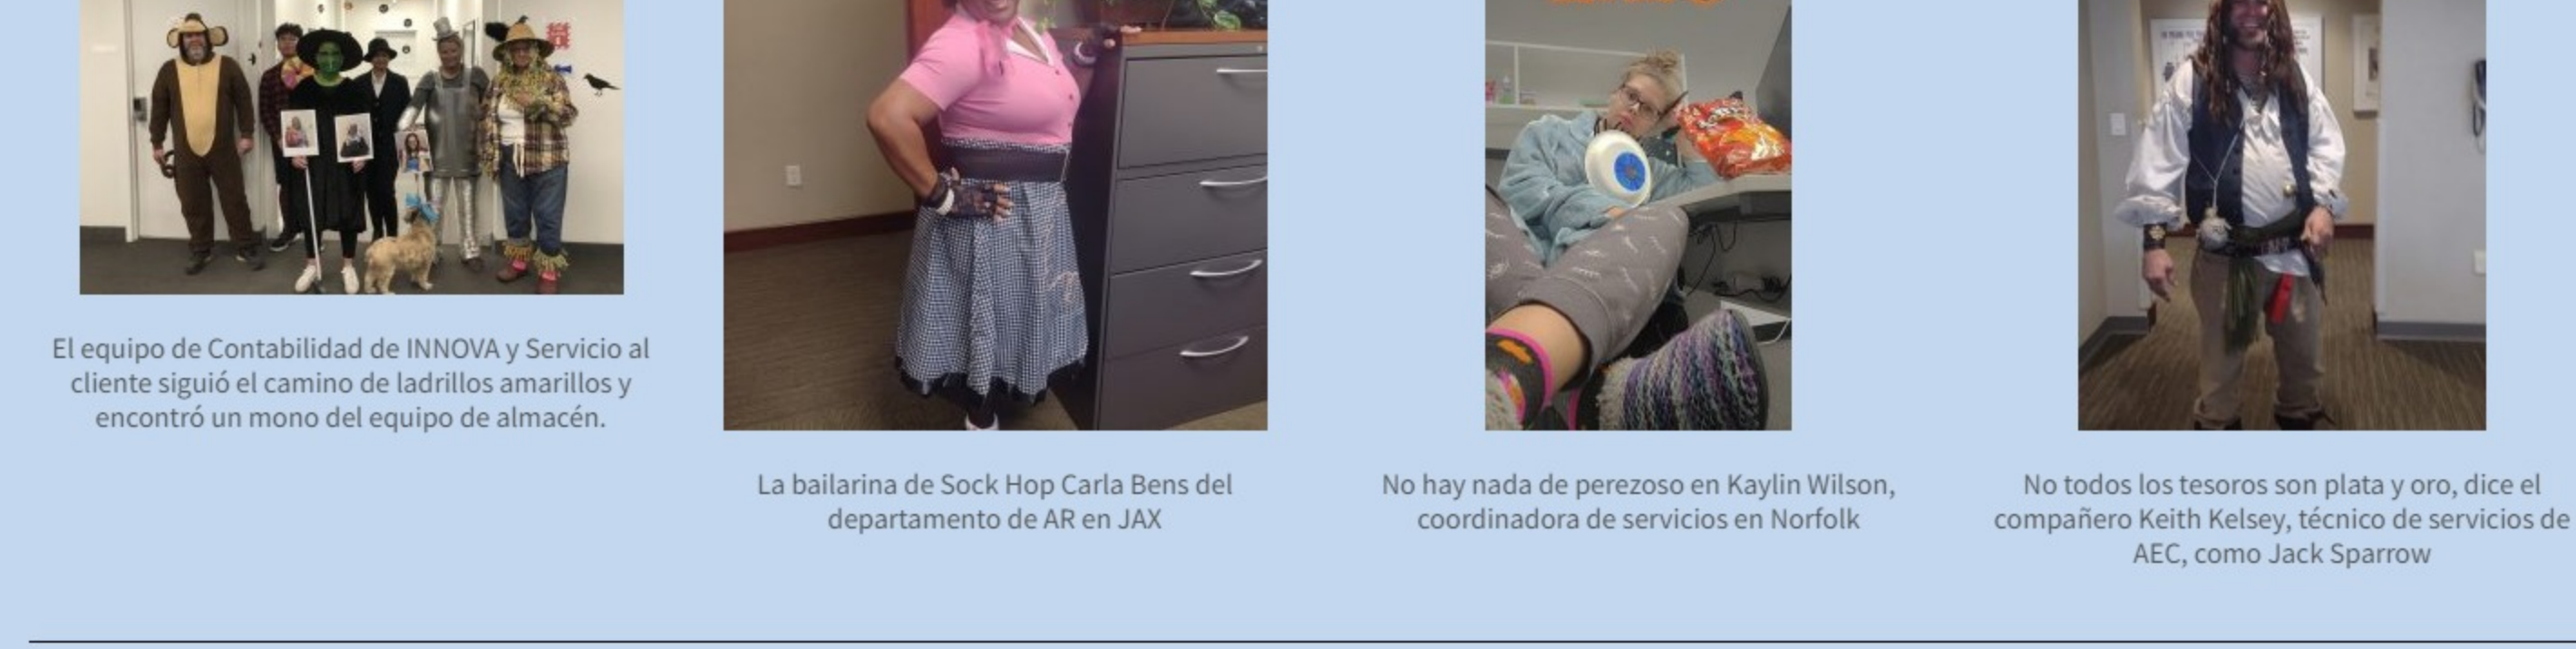 El equipo de Contabilidad de INNOVA y Servicio al
cliente siguió el camino de ladrillos amarillos y
encontró un mono del equipo de almacén.
La bailarina de Sock Hop Carla Bens del
departamento de AR en JAX
No hay nada de perezoso en Kaylin Wilson,
coordinadora de servicios en Norfolk
No todos los tesoros son plata y oro, dice el
compañero Keith Kelsey, técnico de servicios de
AEC, como Jack Sparrow